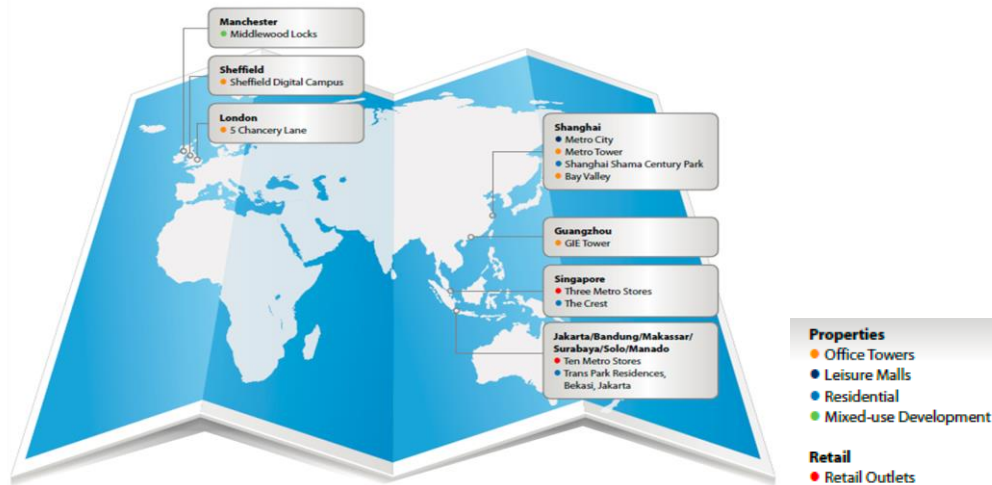 Manchester
Middlewood Locks
Sheffield
Sheffield Digital Campus
London
5 Chancery Lane
Shanghai
Metro City
Metro Tower
Shanghai Shama Century Park
Bay Valley
Guangzhou
GIE Tower
Singapore
Three Metro Stores
The Crest
Jakarta/Bandung/Makassar/
Surabaya/Solo/Manado
Ten Metro Stores
Trans Park Residences,
Bekasi, Jakarta
Properties
Office Towers
Leisure Malls
Residential
Mixed-use Development
Retail
Retail Outlets